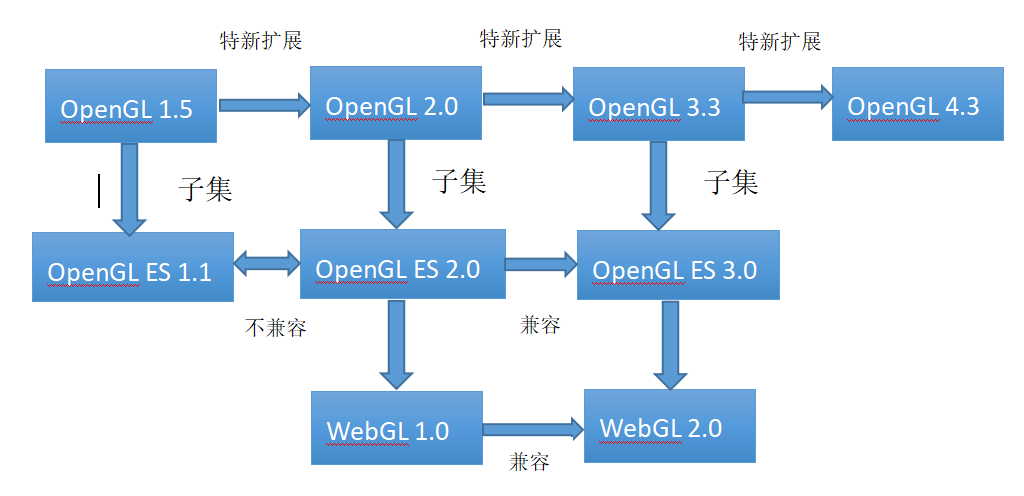 特新扩展
特新扩展
特新扩展
OpenGL 1.5
OpenGL 2.0
OpenGL 3.3
OpenGL 4.3
子集
子集
子集
OpenGL ES 1.1
OpenGL ES 2.0
OpenGL ES 3.0
不兼容
兼容
WebGL 1.0
WebGL 2.0
兼容